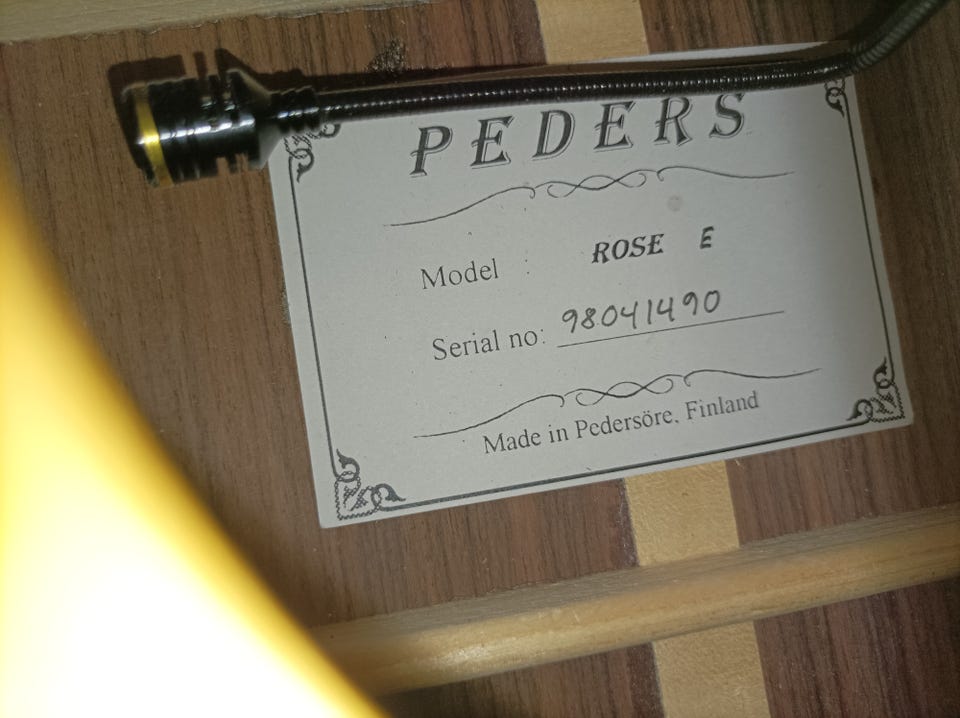 PEDERS
Model : ROSE E
Serial no: 98041490
Made in Pedersöre, Finland